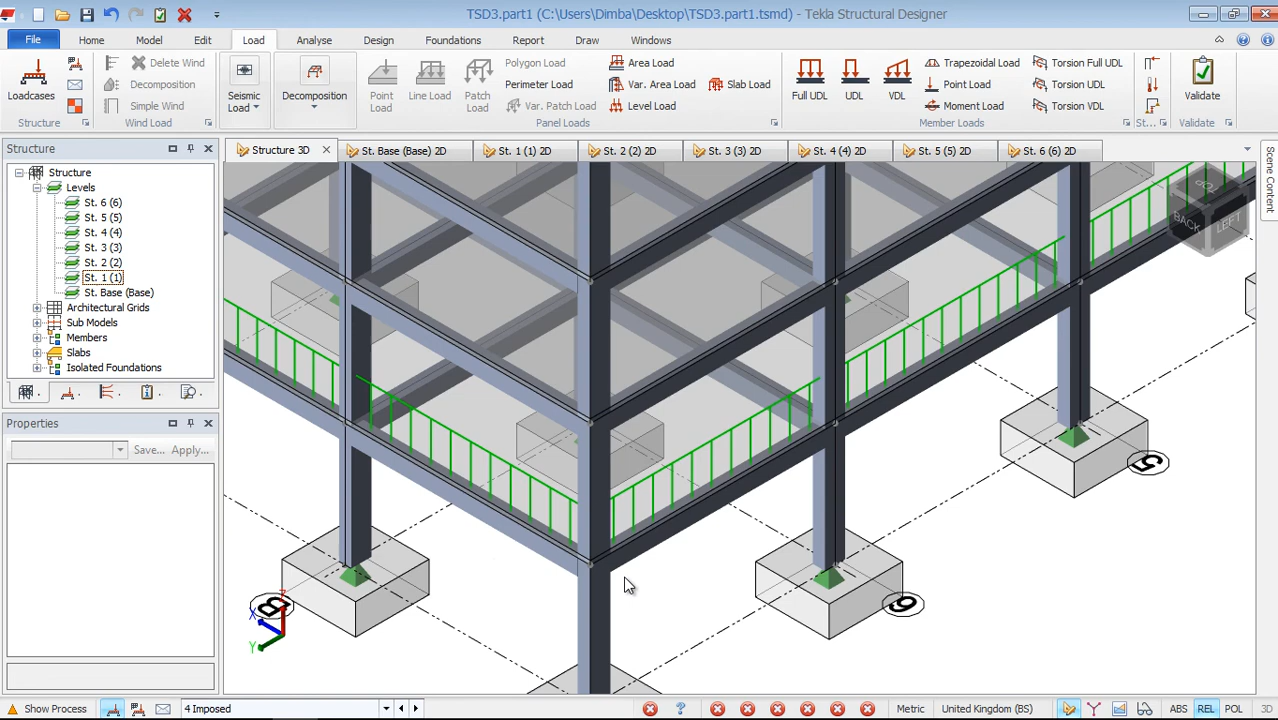 TSD3.part1 (C:\Users\Dimba\Desktop\TSD3.part1.tsmd) - Tekla Structural Designer
File Home Model Edit Load Analyse Design Foundations Report Draw Windows
Loadcases
Structure
Delete Wind
Decomposition
Simple Wind
Wind Load
Seismic Load
Decomposition
Point Load
Line Load
Patch Load
Polygon Load
Perimeter Load
Var. Patch Load
Area Load
Var. Area Load
Level Load
Slab Load
Panel Loads
Full UDL
UDL
VDL
Trapezoidal Load
Point Load
Moment Load
Torsion Full UDL
Torsion UDL
Torsion VDL
Member Loads
St...
Validate
Validate
Structure
Structure 3D St. Base (Base) 2D St. 1 (1) 2D St. 2 (2) 2D St. 3 (3) 2D St. 4 (4) 2D St. 5 (5) 2D St. 6 (6) 2D
Scene Content
Structure
Levels
St. 6 (6)
St. 5 (5)
St. 4 (4)
St. 3 (3)
St. 2 (2)
St. 1 (1)
St. Base (Base)
Architectural Grids
Sub Models
Members
Slabs
Isolated Foundations
Properties
Save... Apply...
TOP
BACK
LEFT
5
6
B
X
Y
Z
Show Process
4 Imposed
Metric
United Kingdom (BS)
ABS REL POL 3D